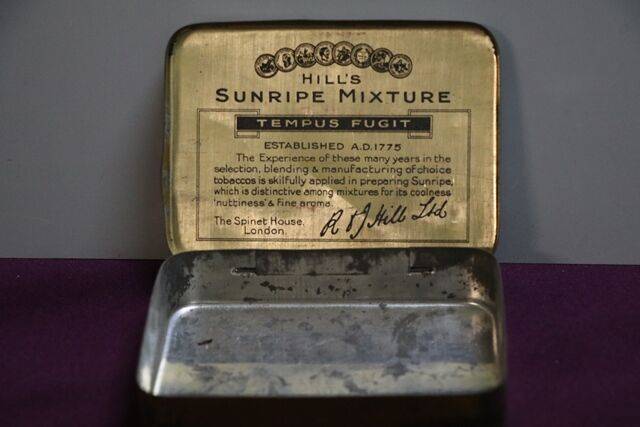 HILL'S
SUNRIPE MIXTURE
TEMPUS FUGIT
ESTABLISHED A.D. 1775
The Experience of these many years in the
selection, blending & manufacturing of choice
tobaccos is skilfully applied in preparing Sunripe,
which is distinctive among mixtures for its coolness
'nuttiness' & fine aroma.
The Spinet House.
London.
R & J Hill Ltd